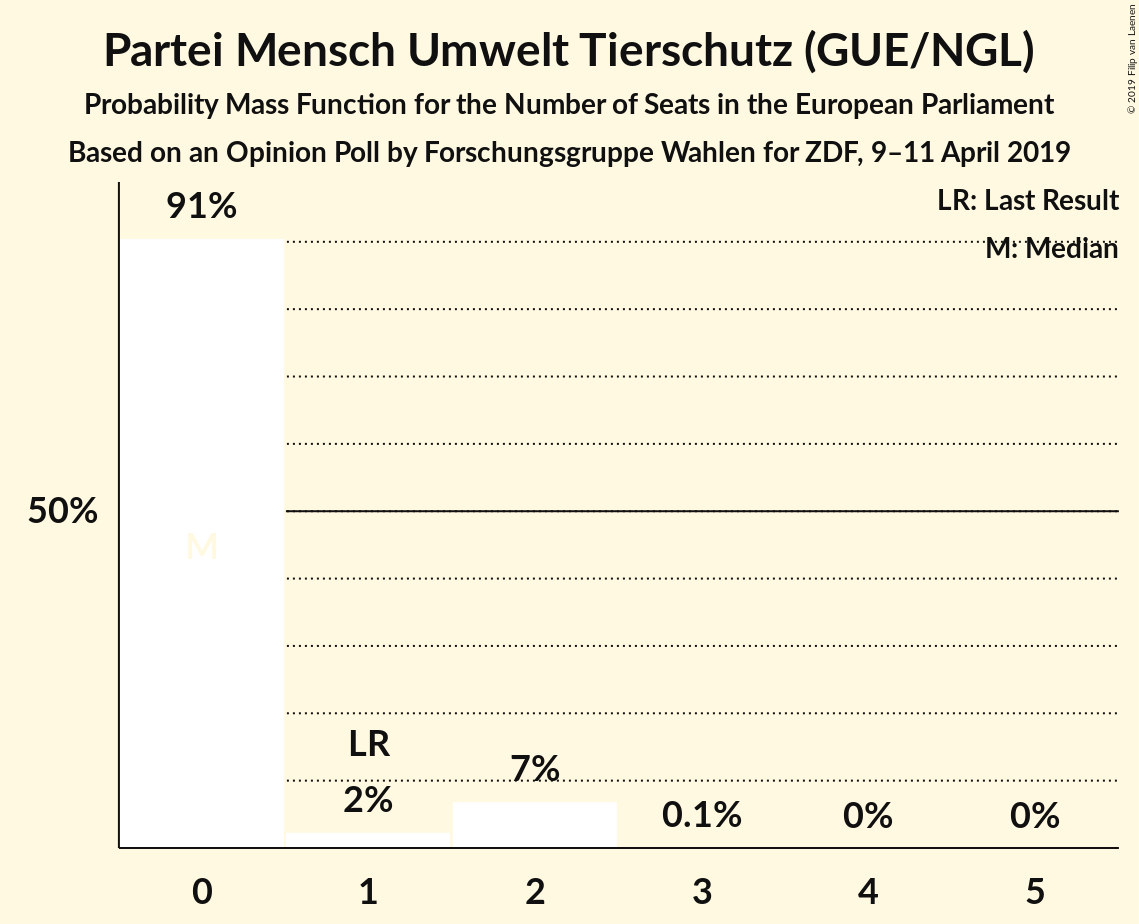 Partei Mensch Umwelt Tierschutz (GUE/NGL)
Probability Mass Function for the Number of Seats in the European Parliament
Based on an Opinion Poll by Forschungsgruppe Wahlen for ZDF, 9–11 April 2019
© 2019 Filip van Laenen
LR: Last Result
M: Median
91%
50%
M
LR
2%
7%
0.1%
0%
0%
0 1 2 3 4 5